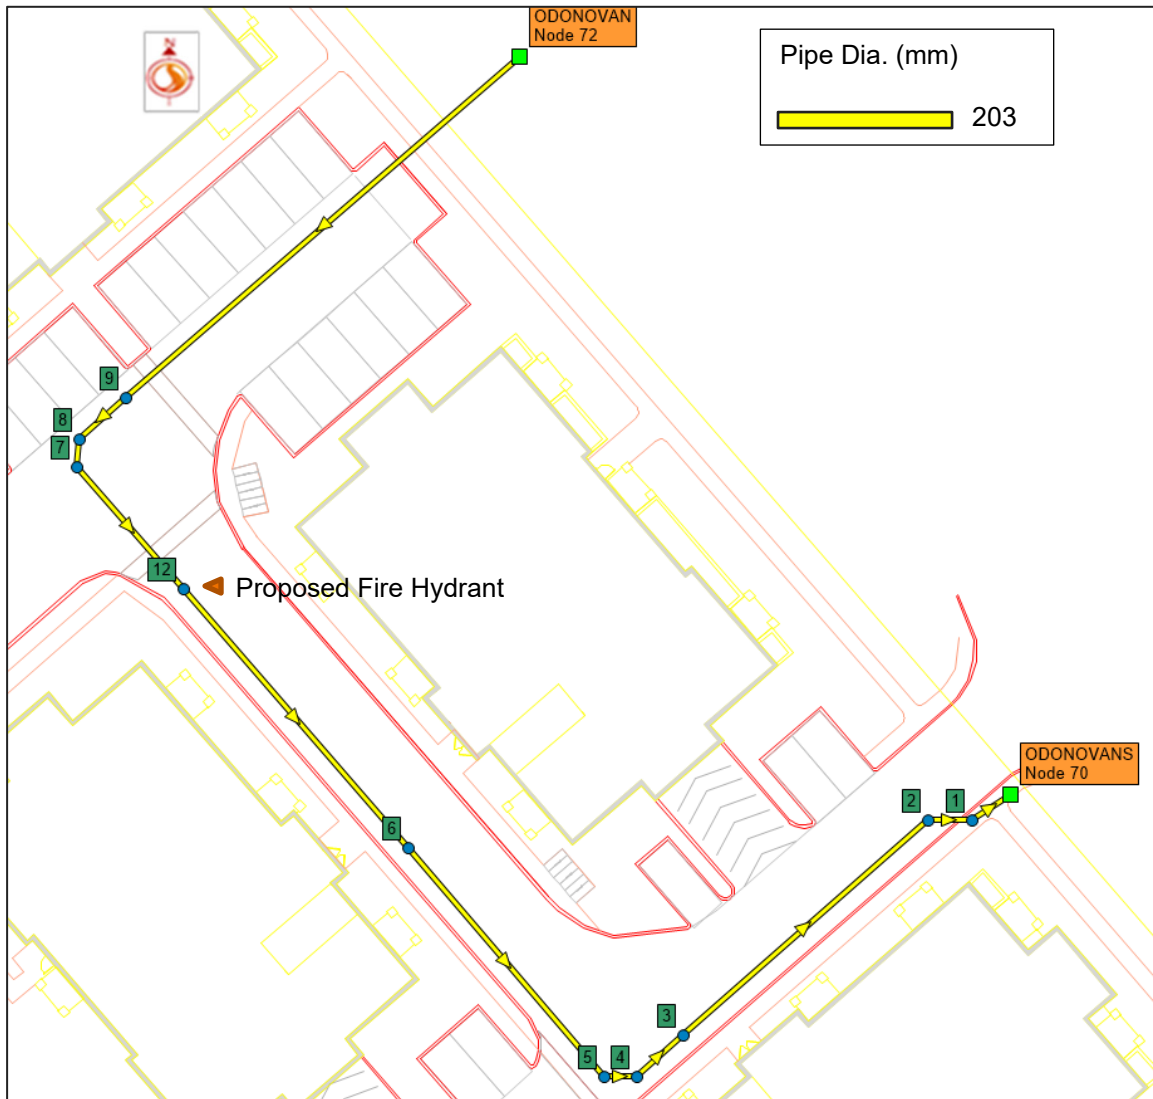 ODONOVAN
Node 72
Pipe Dia. (mm)
203
N
9
8
7
12
Proposed Fire Hydrant
6
ODONOVANS
Node 70
2
1
3
5
4